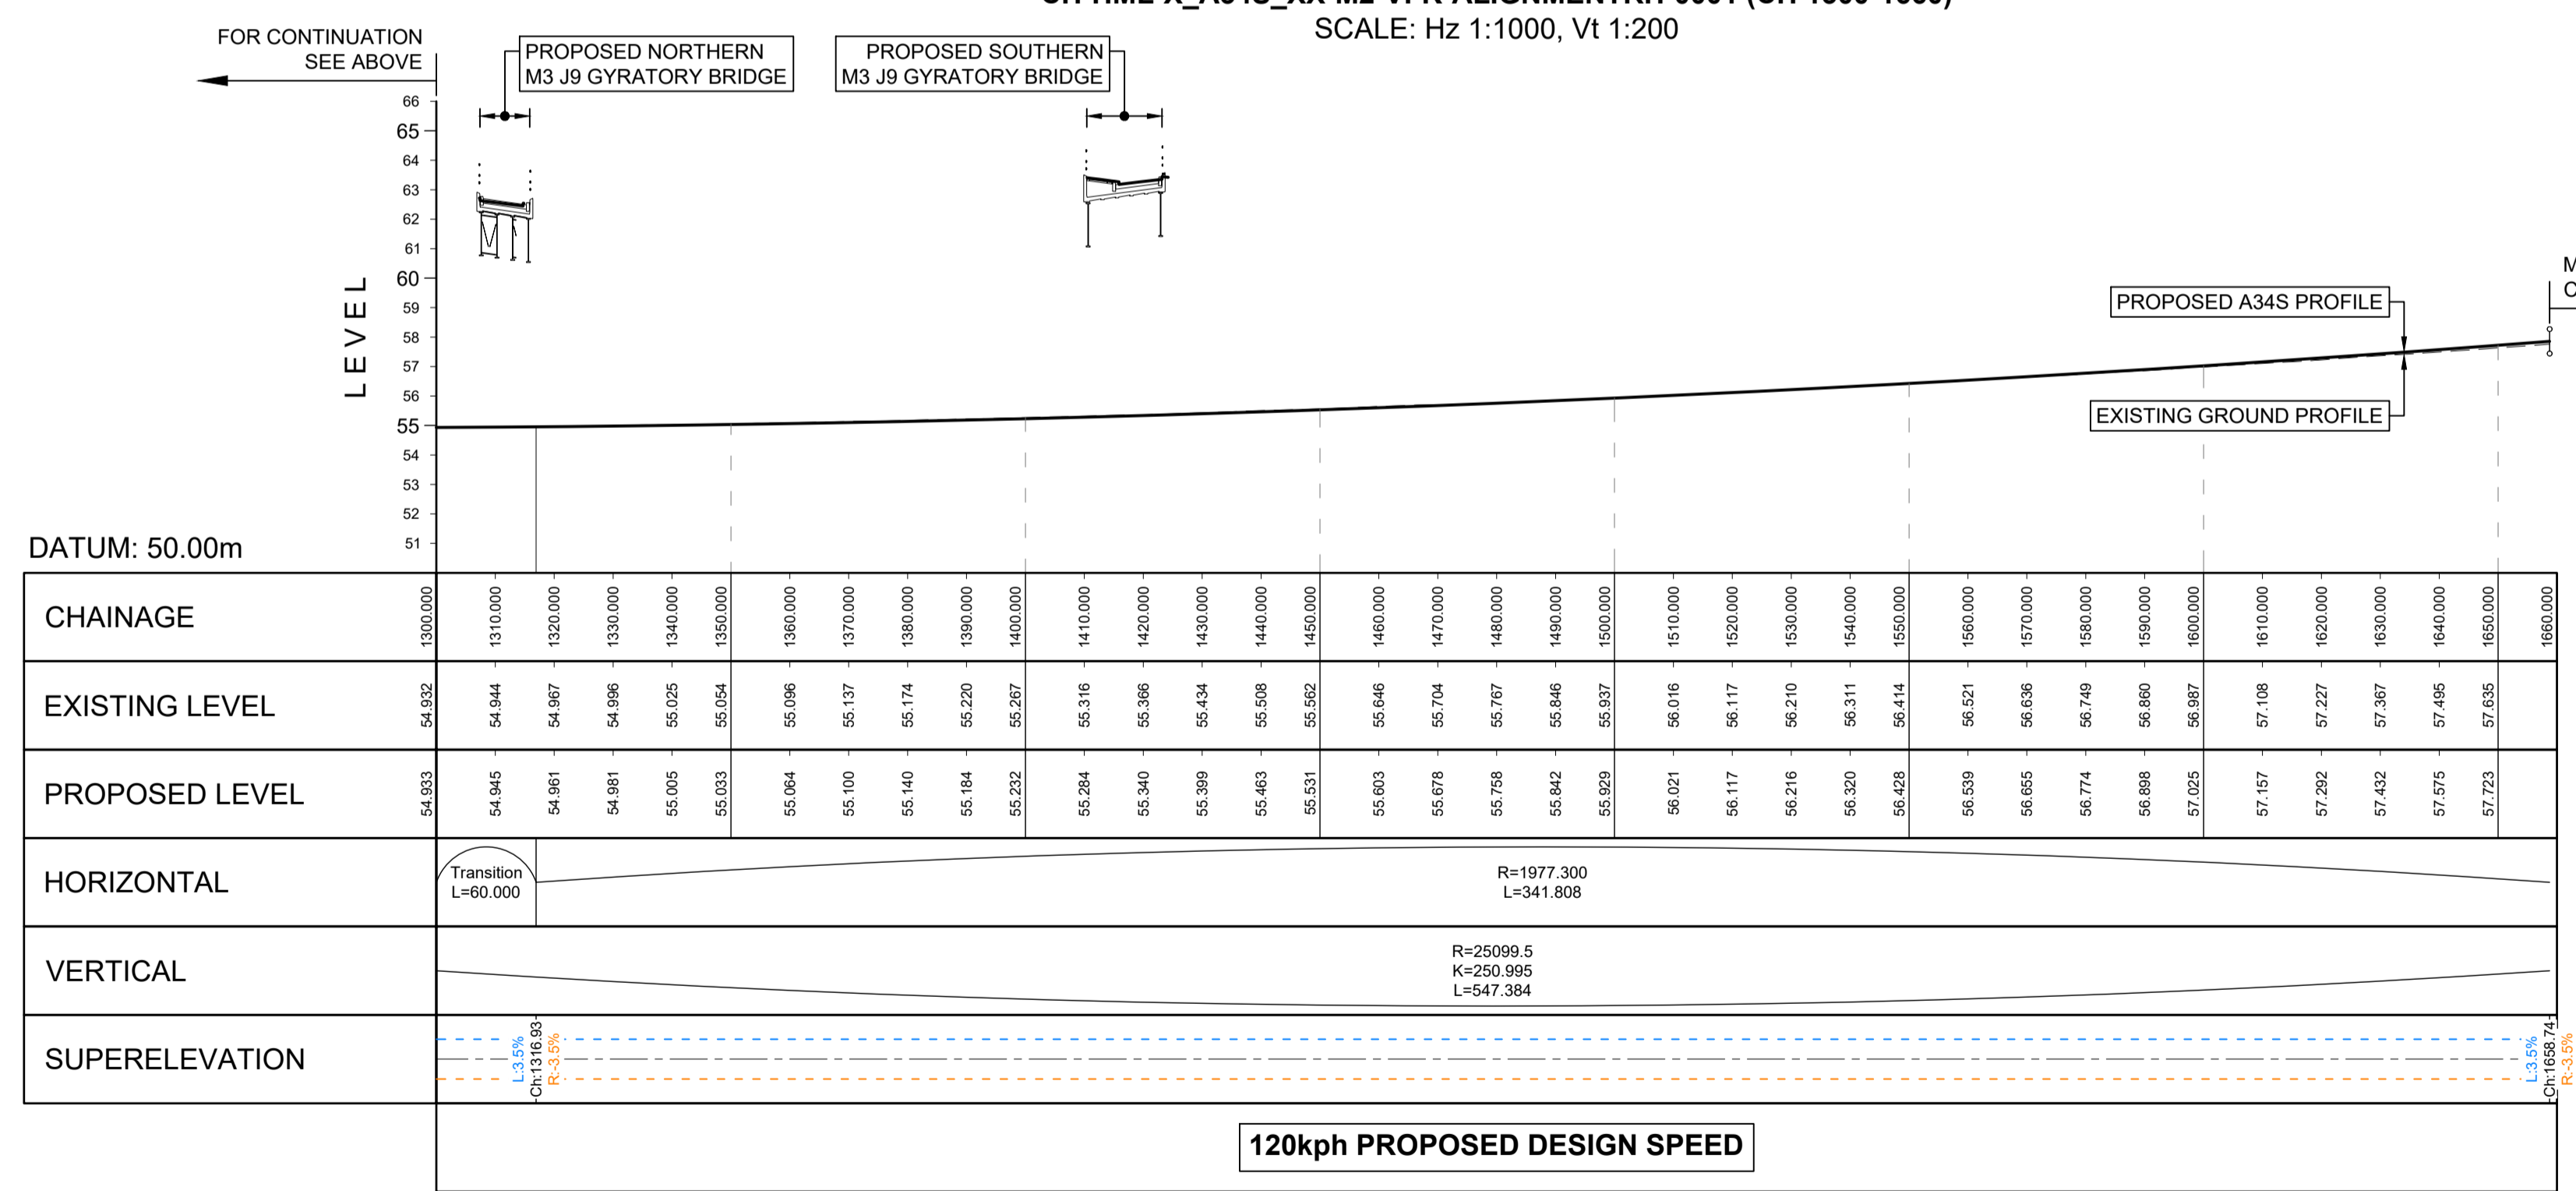 SCALE: Hz 1:1000, Vt 1:200
FOR CONTINUATION
SEE ABOVE
PROPOSED NORTHERN
M3 J9 GYRATORY BRIDGE
PROPOSED SOUTHERN
M3 J9 GYRATORY BRIDGE
LEVEL
66
65
64
63
62
61
60
59
58
57
56
55
54
53
52
51
PROPOSED A34S PROFILE
EXISTING GROUND PROFILE
DATUM: 50.00m
CHAINAGE 1300.000 1310.000 1320.000 1330.000 1340.000 1350.000 1360.000 1370.000 1380.000 1390.000 1400.000 1410.000 1420.000 1430.000 1440.000 1450.000 1460.000 1470.000 1480.000 1490.000 1500.000 1510.000 1520.000 1530.000 1540.000 1550.000 1560.000 1570.000 1580.000 1590.000 1600.000 1610.000 1620.000 1630.000 1640.000 1650.000 1660.000
EXISTING LEVEL 54.932 54.944 54.967 54.996 55.025 55.054 55.096 55.137 55.174 55.220 55.267 55.316 55.366 55.434 55.508 55.562 55.646 55.704 55.767 55.846 55.937 56.016 56.117 56.210 56.311 56.414 56.521 56.636 56.749 56.860 56.987 57.108 57.227 57.367 57.495 57.635
PROPOSED LEVEL 54.933 54.945 54.961 54.981 55.005 55.033 55.064 55.100 55.140 55.184 55.232 55.284 55.340 55.399 55.463 55.531 55.603 55.678 55.758 55.842 55.929 56.021 56.117 56.216 56.320 56.428 56.539 56.655 56.774 56.898 57.025 57.157 57.292 57.432 57.575 57.723
HORIZONTAL
Transition
L=60.000
R=1977.300
L=341.808
VERTICAL
R=25099.5
K=250.995
L=547.384
SUPERELEVATION
L:3.5%
Ch:1316.93
R:-3.5%
L:3.5%
Ch:1658.74
R:-3.5%
120kph PROPOSED DESIGN SPEED